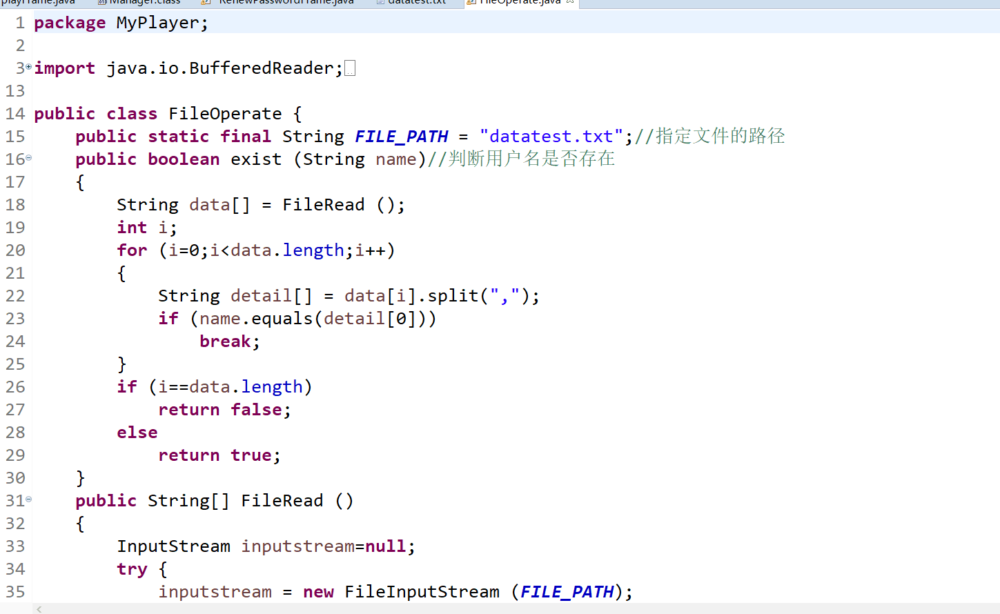 Manager.class RenewPasswordFrame.java datatest.txt FileOperate.java
1 package MyPlayer;
2
3 import java.io.BufferedReader;
13
14 public class FileOperate {
15 public static final String FILE_PATH = "datatest.txt";//指定文件的路径
16 public boolean exist (String name)//判断用户名是否存在
17 {
18 String data[] = FileRead ();
19 int i;
20 for (i=0;i<data.length;i++)
21 {
22 String detail[] = data[i].split(",");
23 if (name.equals(detail[0]))
24 break;
25 }
26 if (i==data.length)
27 return false;
28 else
29 return true;
30 }
31 public String[] FileRead ()
32 {
33 InputStream inputstream=null;
34 try {
35 inputstream = new FileInputStream (FILE_PATH);